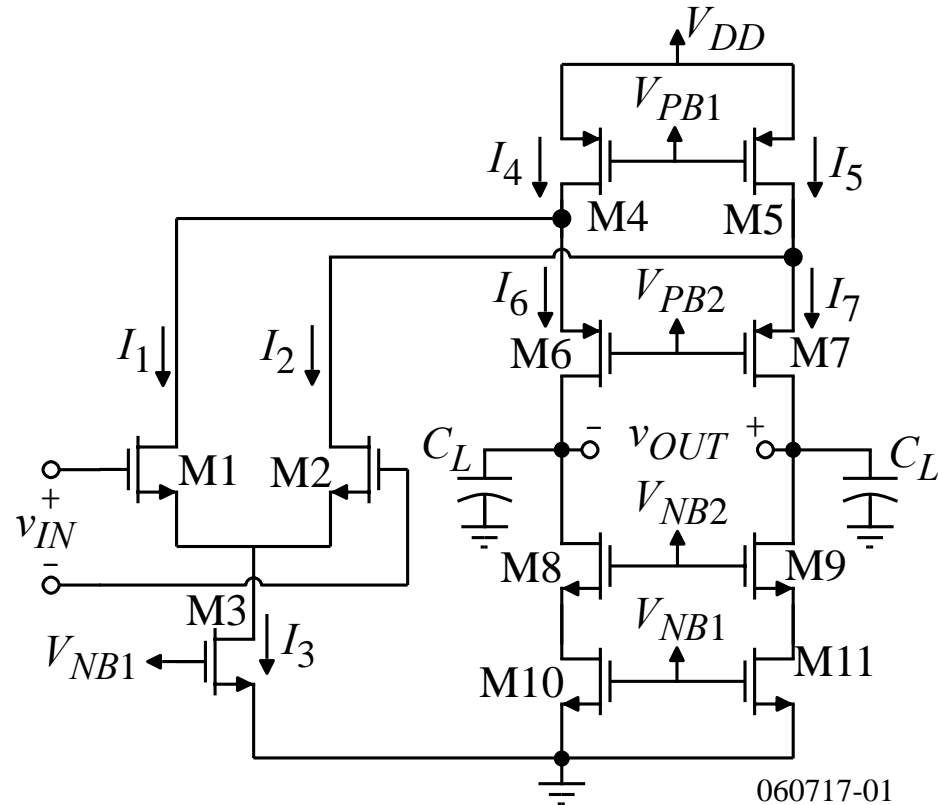 V_DD
V_PB1
I_4
I_5
M4
M5
I_6
V_PB2
I_7
I_1
I_2
M6
M7
C_L
-
v_OUT
+
C_L
M1
M2
+
v_IN
-
V_NB2
M8
M9
M3
V_NB1
I_3
V_NB1
M10
M11
060717-01